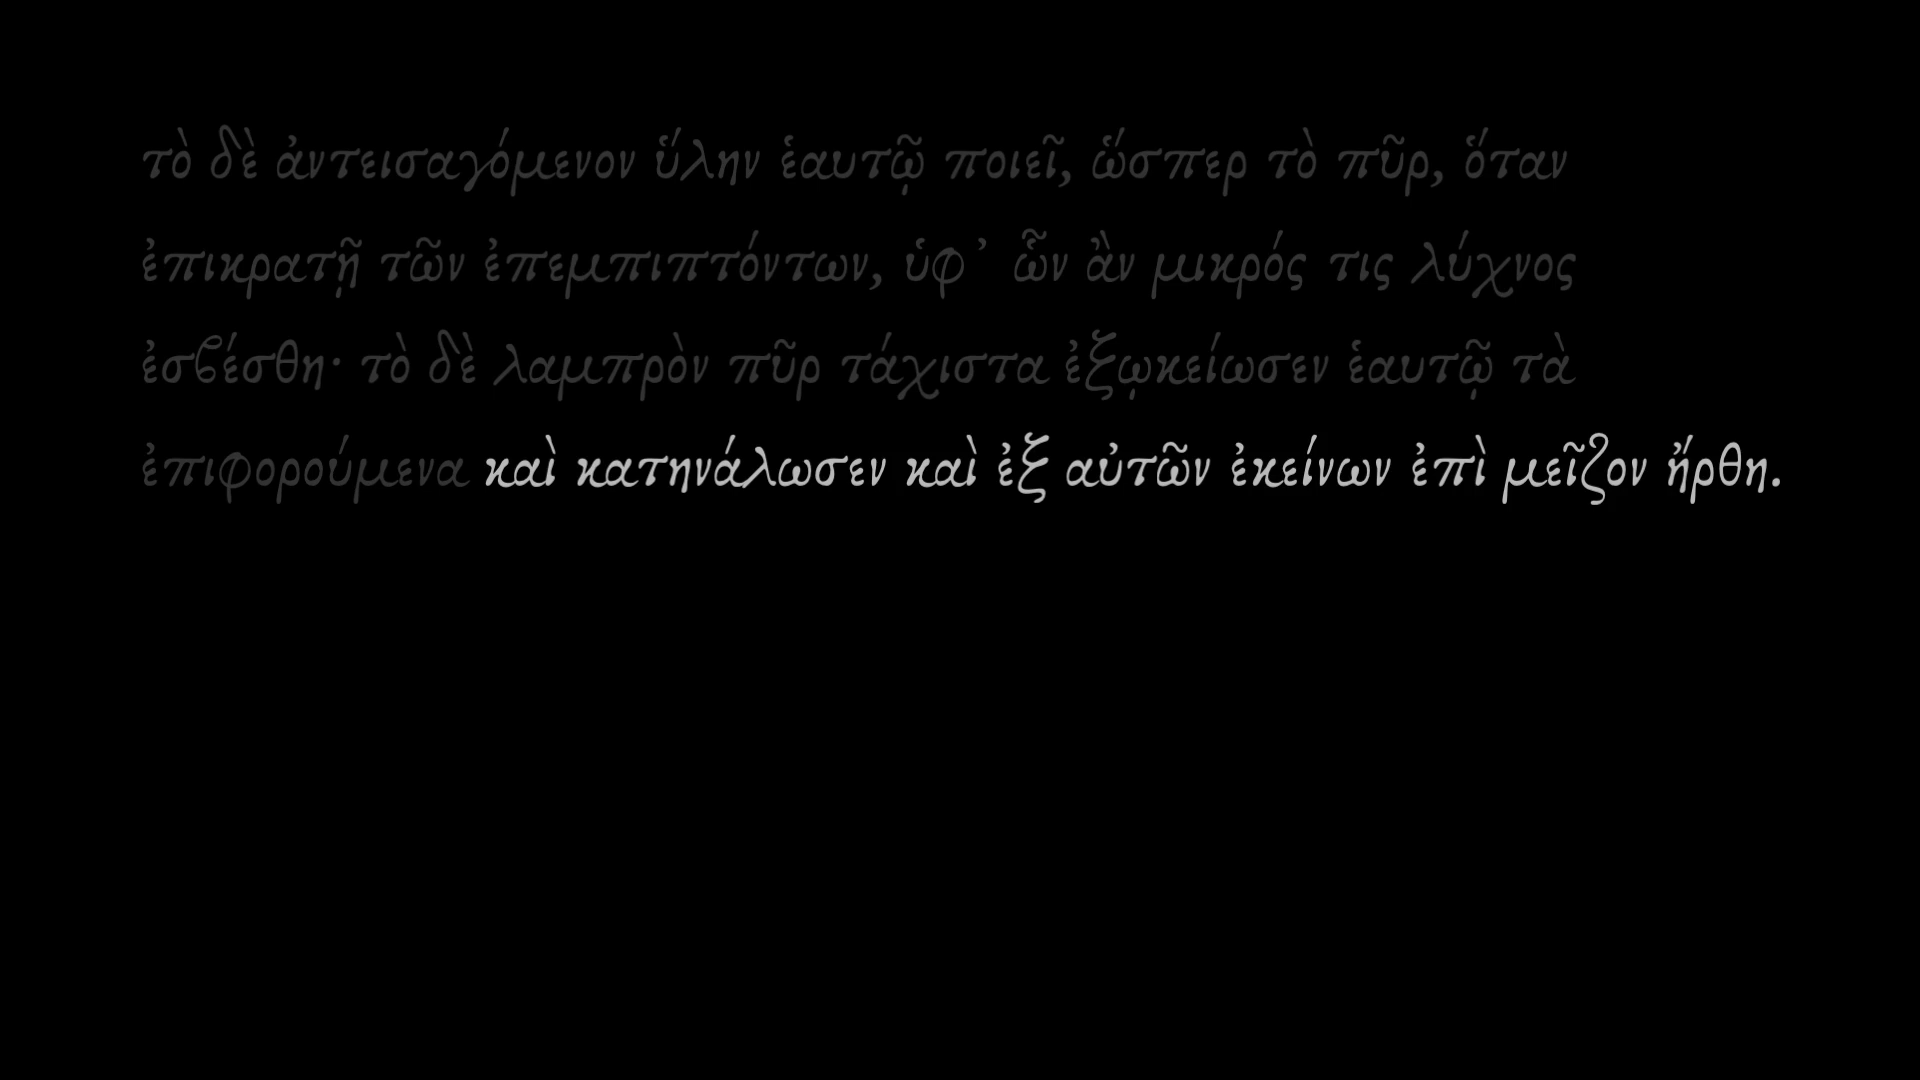 τὸ δὲ ἀντεισαγόμενον ὕλην ἑαυτῷ ποιεῖ, ὥσπερ τὸ πῦρ, ὅταν
ἐπικρατῇ τῶν ἐπεμπιπτόντων, ὑφ᾽ ὧν ἂν μικρός τις λύχνος
ἐσϐέσθη· τὸ δὲ λαμπρὸν πῦρ τάχιστα ἐξῳκείωσεν ἑαυτῷ τὰ
ἐπιφορούμενα καὶ κατηνάλωσεν καὶ ἐξ αὐτῶν ἐκείνων ἐπὶ μεῖζον ἤρθη.